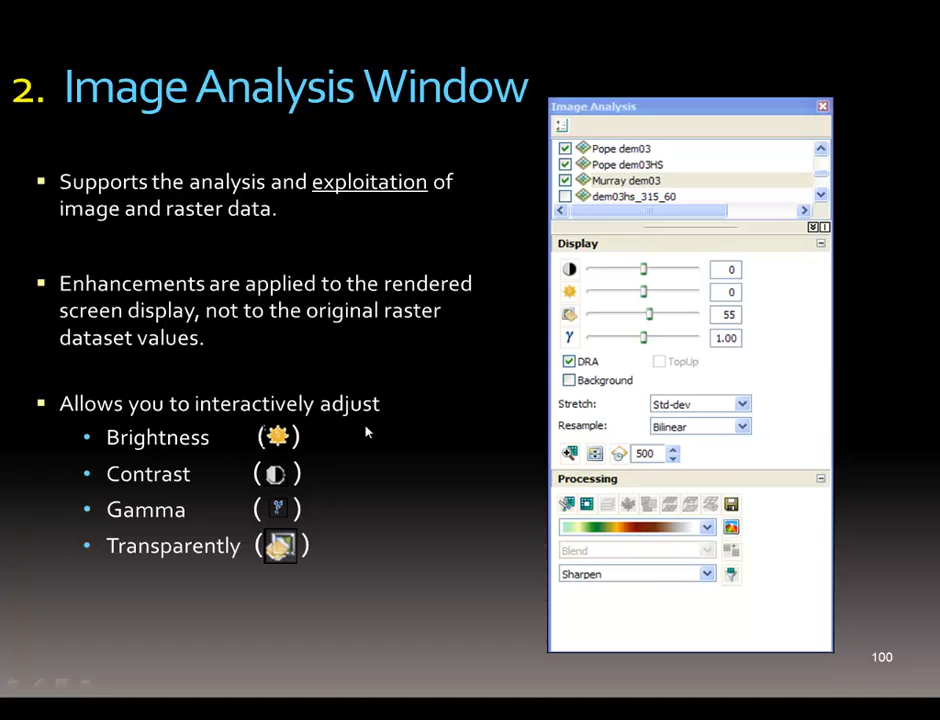 2. Image Analysis Window
Supports the analysis and exploitation of
image and raster data.
Enhancements are applied to the rendered
screen display, not to the original raster
dataset values.
Allows you to interactively adjust
• Brightness ( )
• Contrast ( )
• Gamma ( )
• Transparently ( )
Image Analysis
Pope dem03
Pope dem03HS
Murray dem03
dem03hs_315_60
Display
0
0
55
γ 1.00
DRA TopUp
Background
Stretch: Std-dev
Resample: Bilinear
500
Processing
Blend
Sharpen
100